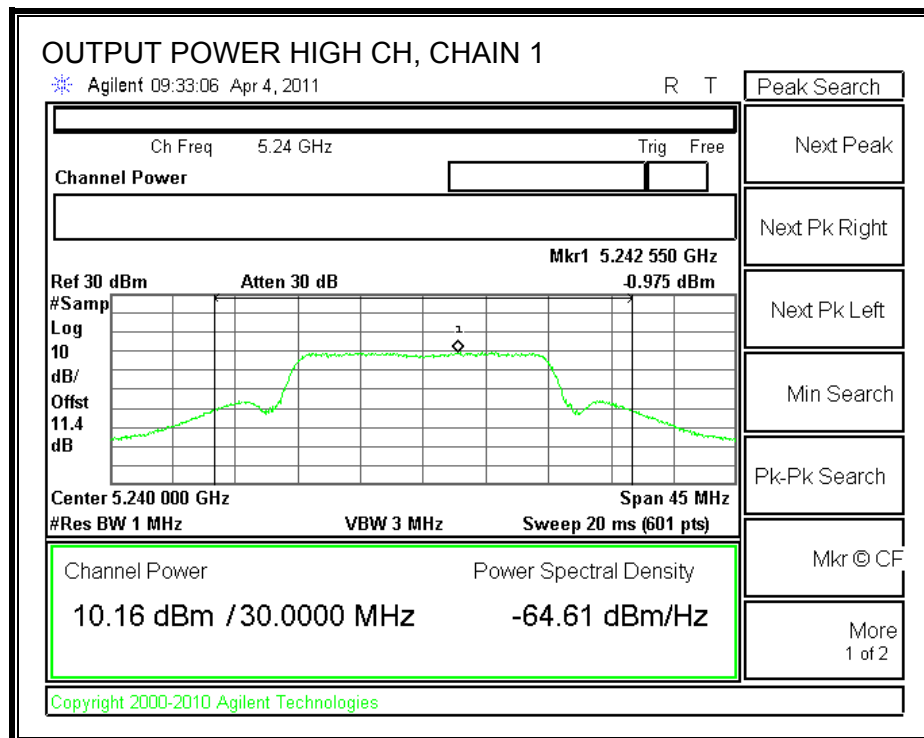 OUTPUT POWER HIGH CH, CHAIN 1
Agilent 09:33:06 Apr 4, 2011 R T
Peak Search
Ch Freq 5.24 GHz Trig Free
Channel Power
Next Peak
Next Pk Right
Mkr1 5.242 550 GHz
Ref 30 dBm Atten 30 dB -0.975 dBm
#Samp
Log
10
dB/
Offst
11.4
dB
1
Next Pk Left
Min Search
Pk-Pk Search
Center 5.240 000 GHz Span 45 MHz
#Res BW 1 MHz VBW 3 MHz Sweep 20 ms (601 pts)
Channel Power Power Spectral Density
10.16 dBm / 30.0000 MHz -64.61 dBm/Hz
Mkr © CF
More
1 of 2
Copyright 2000-2010 Agilent Technologies